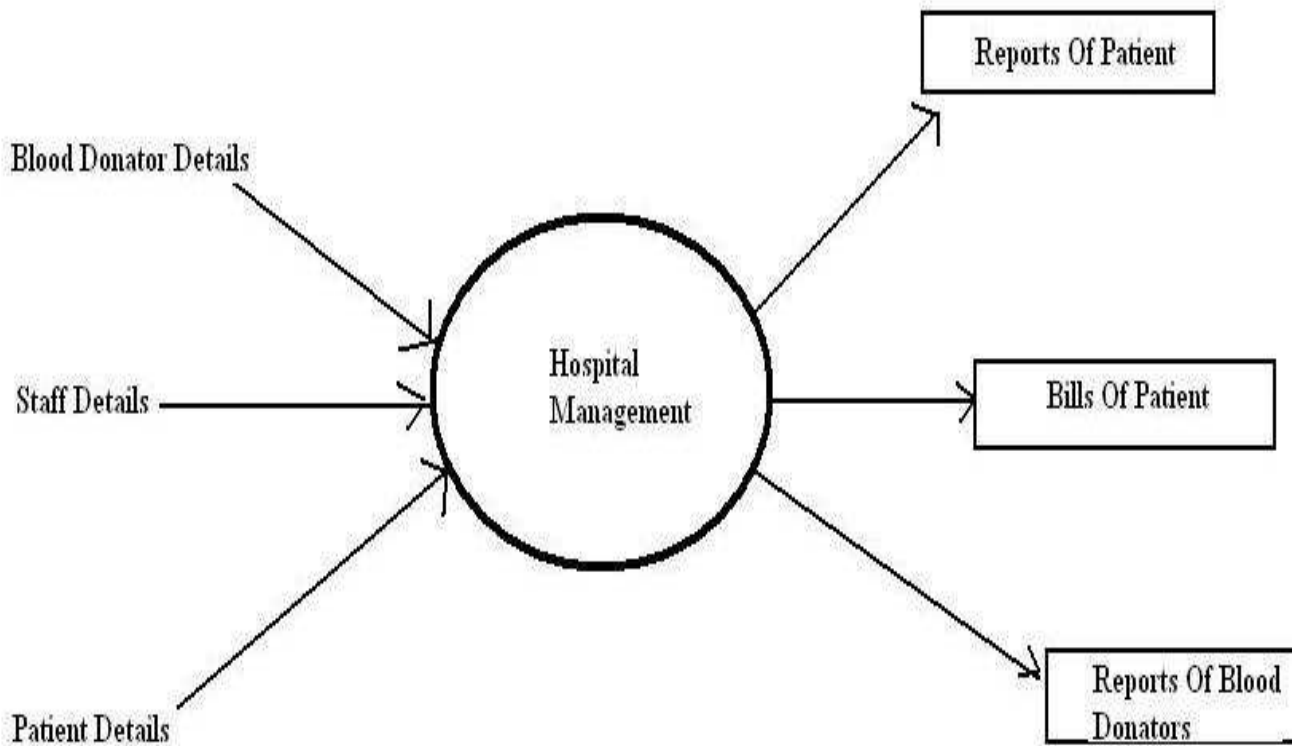 Reports Of Patient
Blood Donator Details
Hospital
Management
Staff Details
Bills Of Patient
Patient Details
Reports Of Blood
Donators